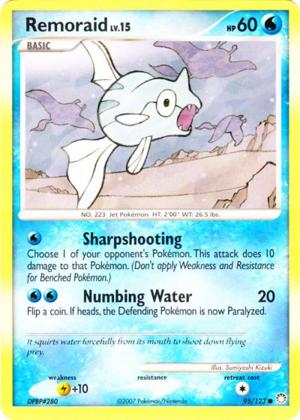 Remoraid LV.15 HP 60
BASIC
NO. 223 Jet Pokémon HT: 2'00" WT: 26.5 lbs.
Sharpshooting
Choose 1 of your opponent's Pokémon. This attack does 10
damage to that Pokémon. (Don't apply Weakness and Resistance
for Benched Pokémon.)
Numbing Water 20
Flip a coin. If heads, the Defending Pokémon is now Paralyzed.
Illus. Sumiyoshi Kizuki
It squirts water forcefully from its mouth to shoot down flying
prey.
weakness resistance retreat cost
+10
DPBP#280 ©2007 Pokémon/Nintendo 95/123